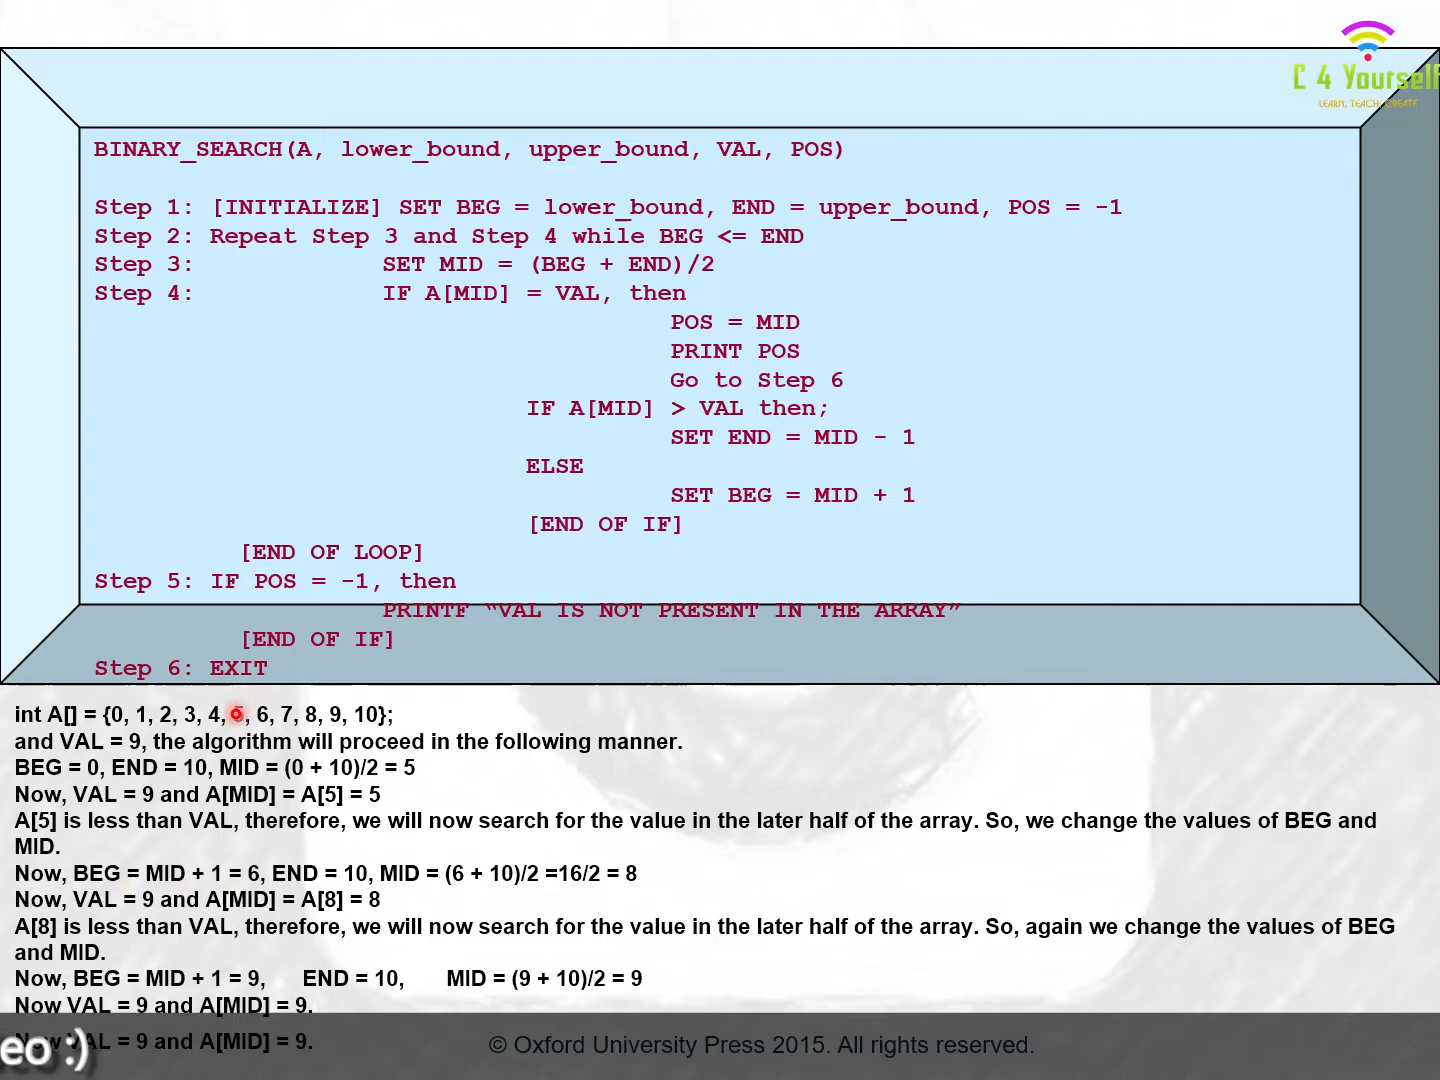 C 4 Yourself
LEARN, TEACH, CREATE
BINARY_SEARCH(A, lower_bound, upper_bound, VAL, POS)
Step 1: [INITIALIZE] SET BEG = lower_bound, END = upper_bound, POS = -1
Step 2: Repeat Step 3 and Step 4 while BEG <= END
Step 3: SET MID = (BEG + END)/2
Step 4: IF A[MID] = VAL, then
POS = MID
PRINT POS
Go to Step 6
IF A[MID] > VAL then;
SET END = MID - 1
ELSE
SET BEG = MID + 1
[END OF IF]
[END OF LOOP]
Step 5: IF POS = -1, then
PRINTF “VAL IS NOT PRESENT IN THE ARRAY”
[END OF IF]
Step 6: EXIT
int A[] = {0, 1, 2, 3, 4, 5, 6, 7, 8, 9, 10};
and VAL = 9, the algorithm will proceed in the following manner.
BEG = 0, END = 10, MID = (0 + 10)/2 = 5
Now, VAL = 9 and A[MID] = A[5] = 5
A[5] is less than VAL, therefore, we will now search for the value in the later half of the array. So, we change the values of BEG and
MID.
Now, BEG = MID + 1 = 6, END = 10, MID = (6 + 10)/2 =16/2 = 8
Now, VAL = 9 and A[MID] = A[8] = 8
A[8] is less than VAL, therefore, we will now search for the value in the later half of the array. So, again we change the values of BEG
and MID.
Now, BEG = MID + 1 = 9, END = 10, MID = (9 + 10)/2 = 9
Now VAL = 9 and A[MID] = 9.
Now VAL = 9 and A[MID] = 9.
eo :)
© Oxford University Press 2015. All rights reserved.